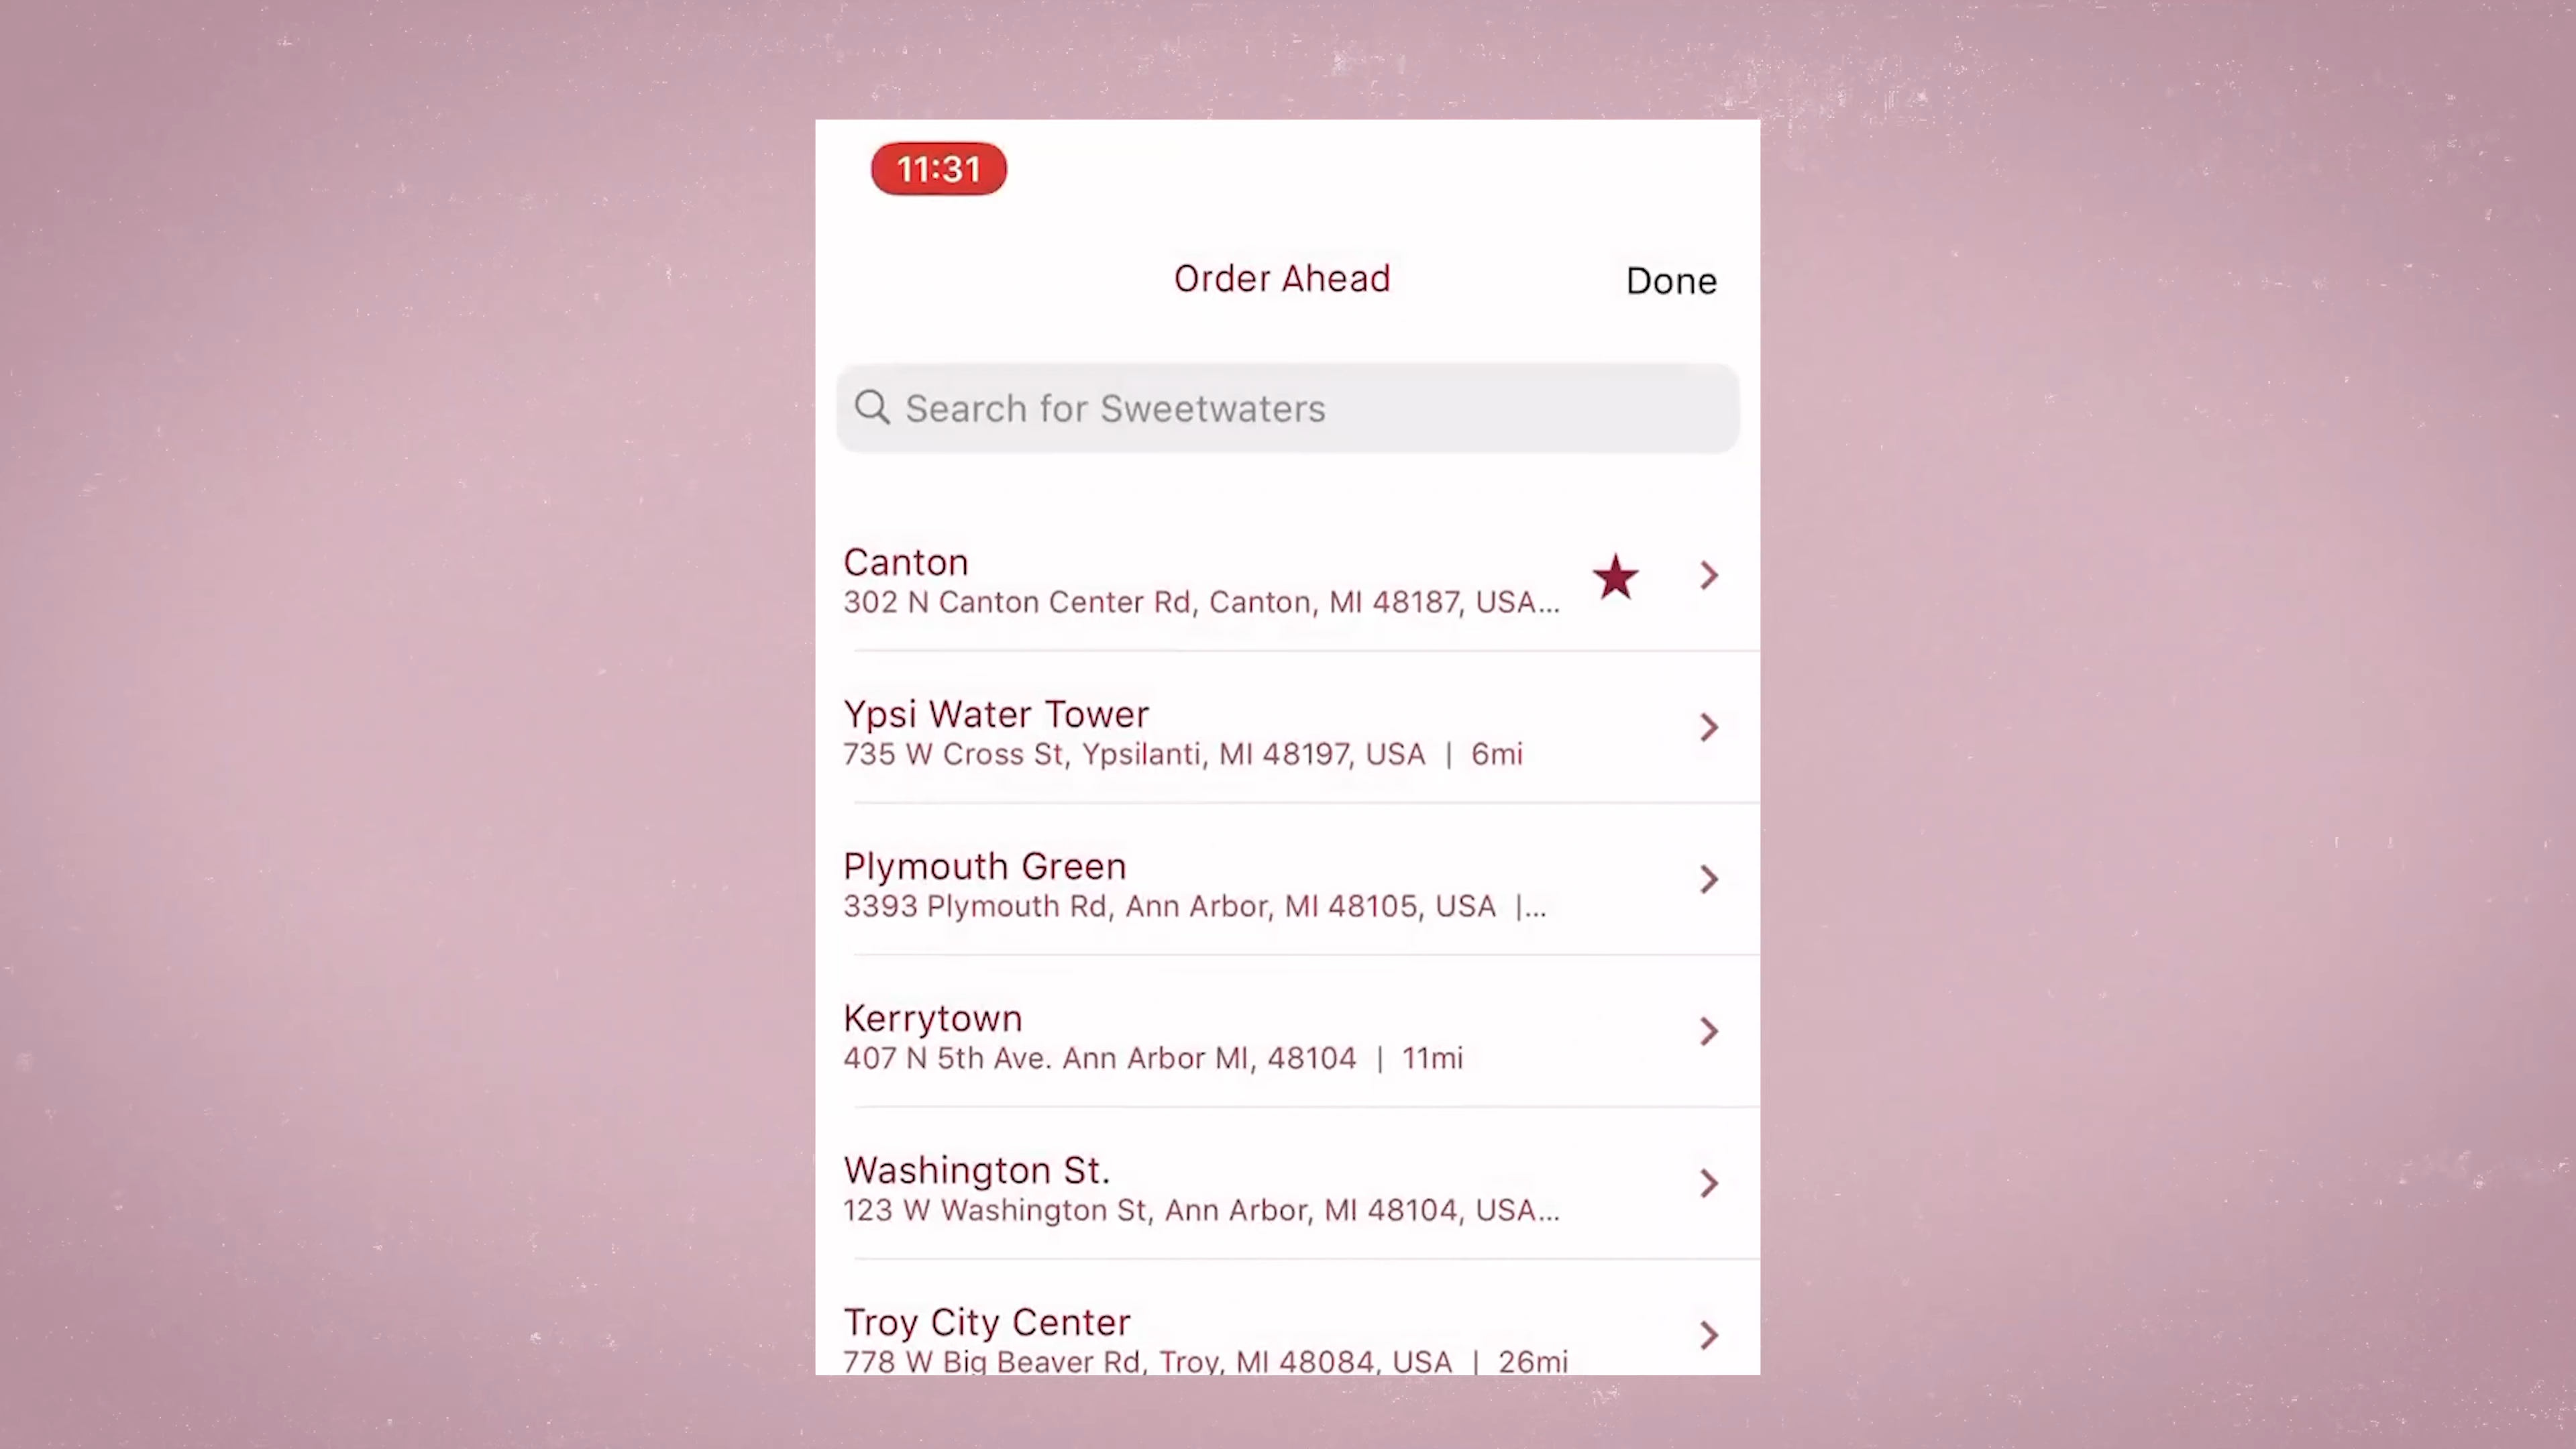 11:31
Order Ahead
Done
Search for Sweetwaters
Canton
302 N Canton Center Rd, Canton, MI 48187, USA...
Ypsi Water Tower
735 W Cross St, Ypsilanti, MI 48197, USA | 6mi
Plymouth Green
3393 Plymouth Rd, Ann Arbor, MI 48105, USA |...
Kerrytown
407 N 5th Ave. Ann Arbor MI, 48104 | 11mi
Washington St.
123 W Washington St, Ann Arbor, MI 48104, USA...
Troy City Center
778 W Big Beaver Rd, Troy, MI 48084, USA | 26mi